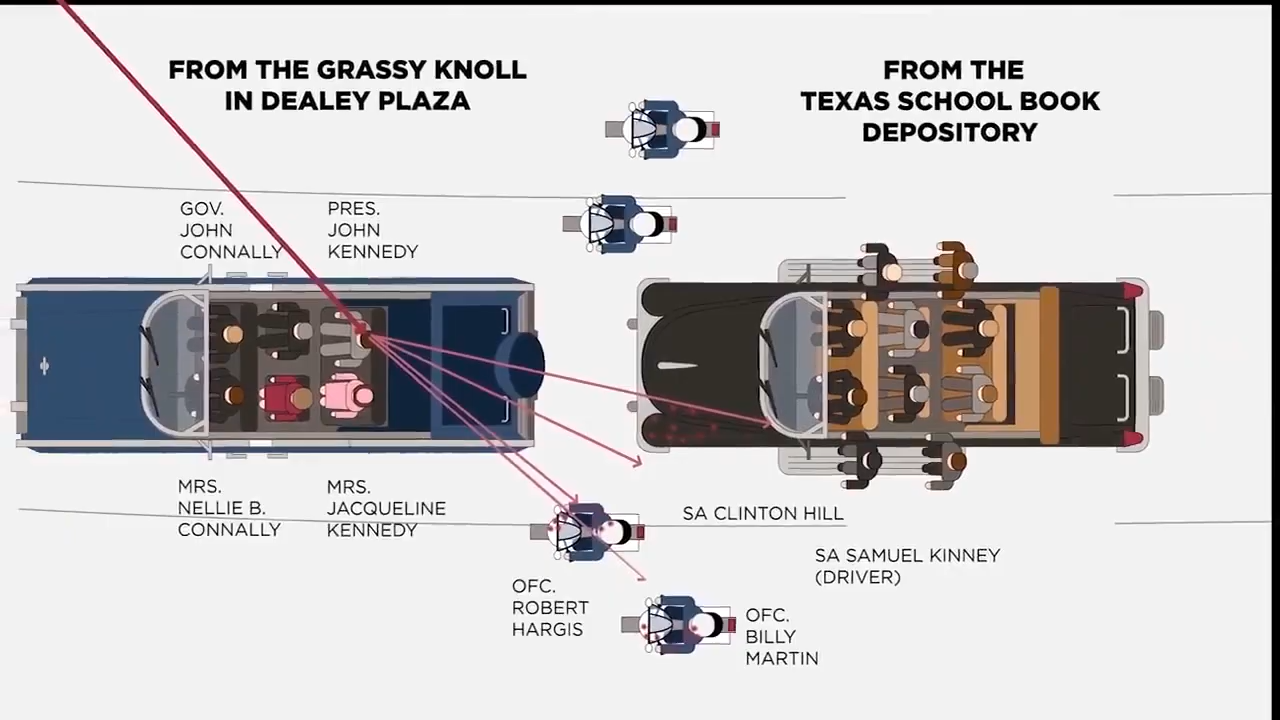 FROM THE GRASSY KNOLL
IN DEALEY PLAZA
FROM THE
TEXAS SCHOOL BOOK
DEPOSITORY
GOV.
JOHN
CONNALLY
PRES.
JOHN
KENNEDY
MRS.
NELLIE B.
CONNALLY
MRS.
JACQUELINE
KENNEDY
SA CLINTON HILL
SA SAMUEL KINNEY
(DRIVER)
OFC.
ROBERT
HARGIS
OFC.
BILLY
MARTIN